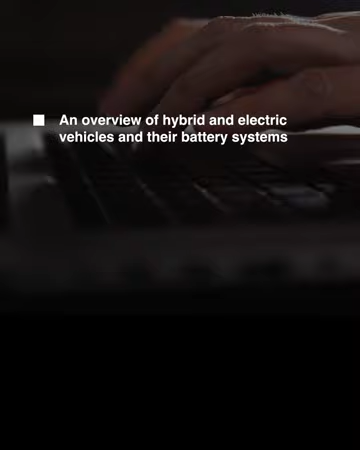 An overview of hybrid and electric
vehicles and their battery systems